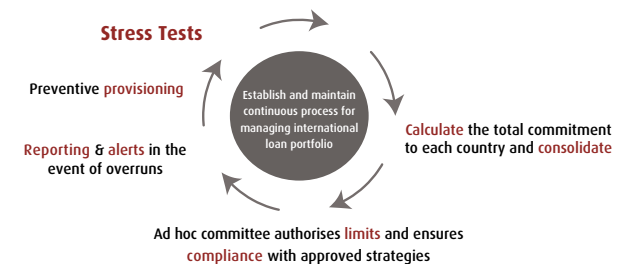 Stress Tests
Establish and maintain
continuous process for
managing international
loan portfolio
Calculate the total commitment
to each country and consolidate
Ad hoc committee authorises limits and ensures
compliance with approved strategies
Reporting & alerts in the
event of overruns
Preventive provisioning